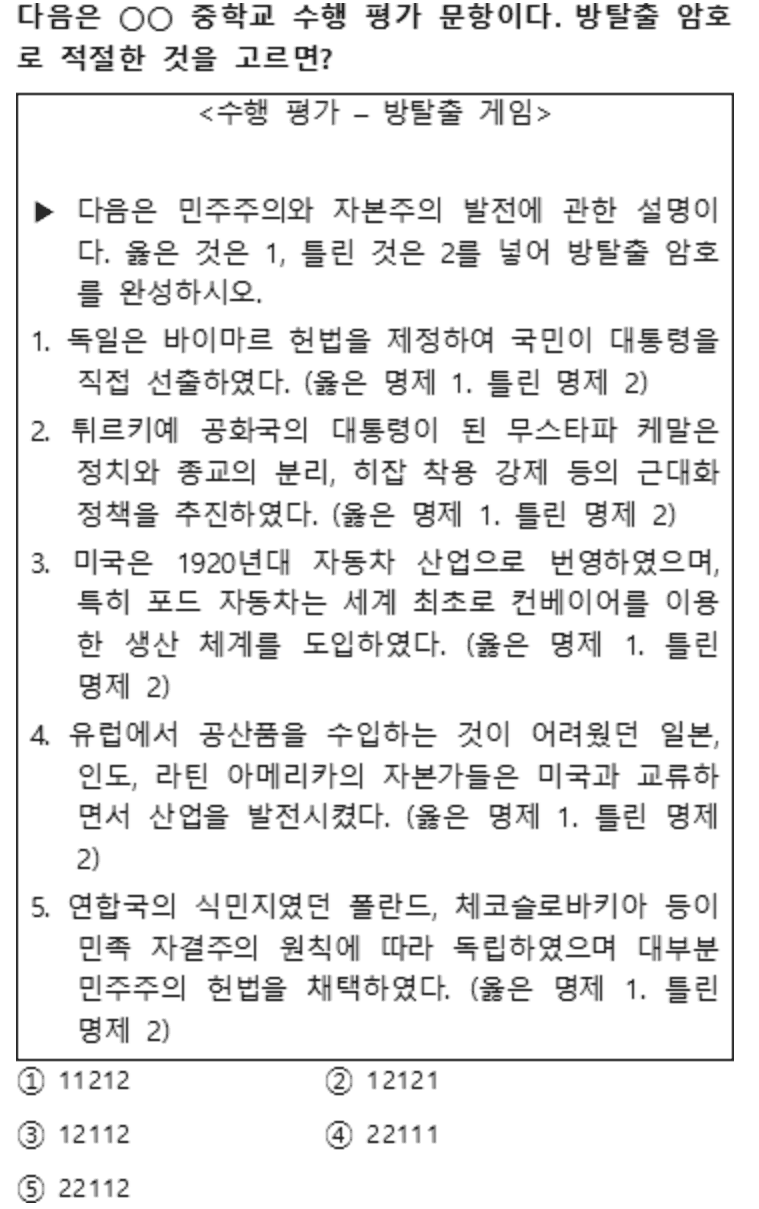 다음은 ○○ 중학교 수행 평가 문항이다. 방탈출 암호
로 적절한 것을 고르면?
<수행 평가 – 방탈출 게임>
▶ 다음은 민주주의와 자본주의 발전에 관한 설명이
다. 옳은 것은 1, 틀린 것은 2를 넣어 방탈출 암호
를 완성하시오.
1. 독일은 바이마르 헌법을 제정하여 국민이 대통령을
직접 선출하였다. (옳은 명제 1. 틀린 명제 2)
2. 튀르키예 공화국의 대통령이 된 무스타파 케말은
정치와 종교의 분리, 히잡 착용 강제 등의 근대화
정책을 추진하였다. (옳은 명제 1. 틀린 명제 2)
3. 미국은 1920년대 자동차 산업으로 번영하였으며,
특히 포드 자동차는 세계 최초로 컨베이어를 이용
한 생산 체계를 도입하였다. (옳은 명제 1. 틀린
명제 2)
4. 유럽에서 공산품을 수입하는 것이 어려웠던 일본,
인도, 라틴 아메리카의 자본가들은 미국과 교류하
면서 산업을 발전시켰다. (옳은 명제 1. 틀린 명제
2)
5. 연합국의 식민지였던 폴란드, 체코슬로바키아 등이
민족 자결주의 원칙에 따라 독립하였으며 대부분
민주주의 헌법을 채택하였다. (옳은 명제 1. 틀린
명제 2)
① 11212 ② 12121
③ 12112 ④ 22111
⑤ 22112